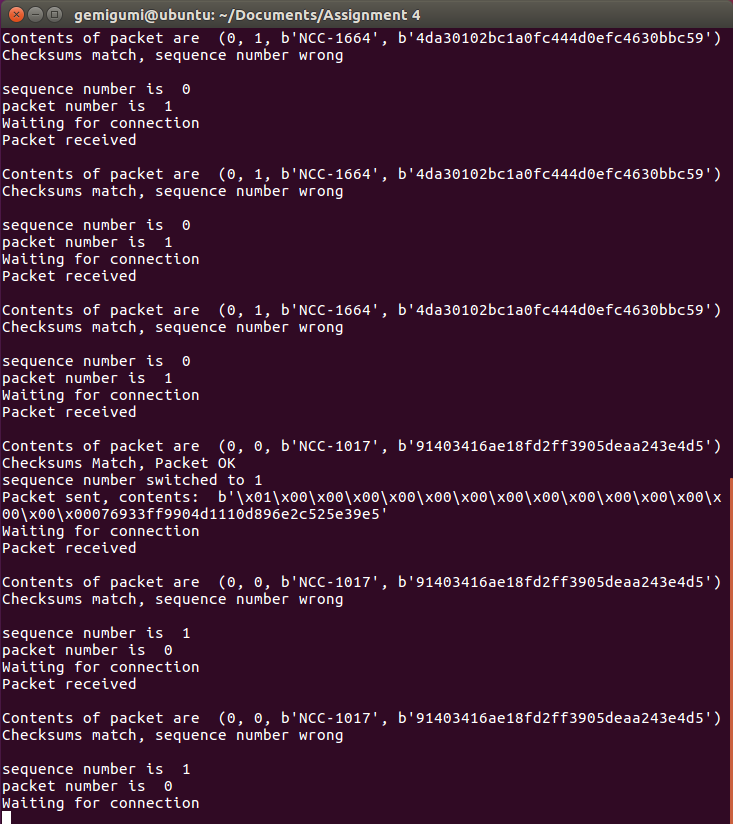 gemigumi@ubuntu: ~/Documents/Assignment 4
Contents of packet are  (0, 1, b'NCC-1664', b'4da30102bc1a0fc444d0efc4630bbc59')
Checksums match, sequence number wrong
sequence number is  0
packet number is  1
Waiting for connection
Packet received
Contents of packet are  (0, 1, b'NCC-1664', b'4da30102bc1a0fc444d0efc4630bbc59')
Checksums match, sequence number wrong
sequence number is  0
packet number is  1
Waiting for connection
Packet received
Contents of packet are  (0, 1, b'NCC-1664', b'4da30102bc1a0fc444d0efc4630bbc59')
Checksums match, sequence number wrong
sequence number is  0
packet number is  1
Waiting for connection
Packet received
Contents of packet are  (0, 0, b'NCC-1017', b'91403416ae18fd2ff3905deaa243e4d5')
Checksums Match, Packet OK
sequence number switched to 1
Packet sent, contents:  b'\x01\x00\x00\x00\x00\x00\x00\x00\x00\x00\x00\x00\x00\x
00\x00\x00076933ff9904d1110d896e2c525e39e5'
Waiting for connection
Packet received
Contents of packet are  (0, 0, b'NCC-1017', b'91403416ae18fd2ff3905deaa243e4d5')
Checksums match, sequence number wrong
sequence number is  1
packet number is  0
Waiting for connection
Packet received
Contents of packet are  (0, 0, b'NCC-1017', b'91403416ae18fd2ff3905deaa243e4d5')
Checksums match, sequence number wrong
sequence number is  1
packet number is  0
Waiting for connection